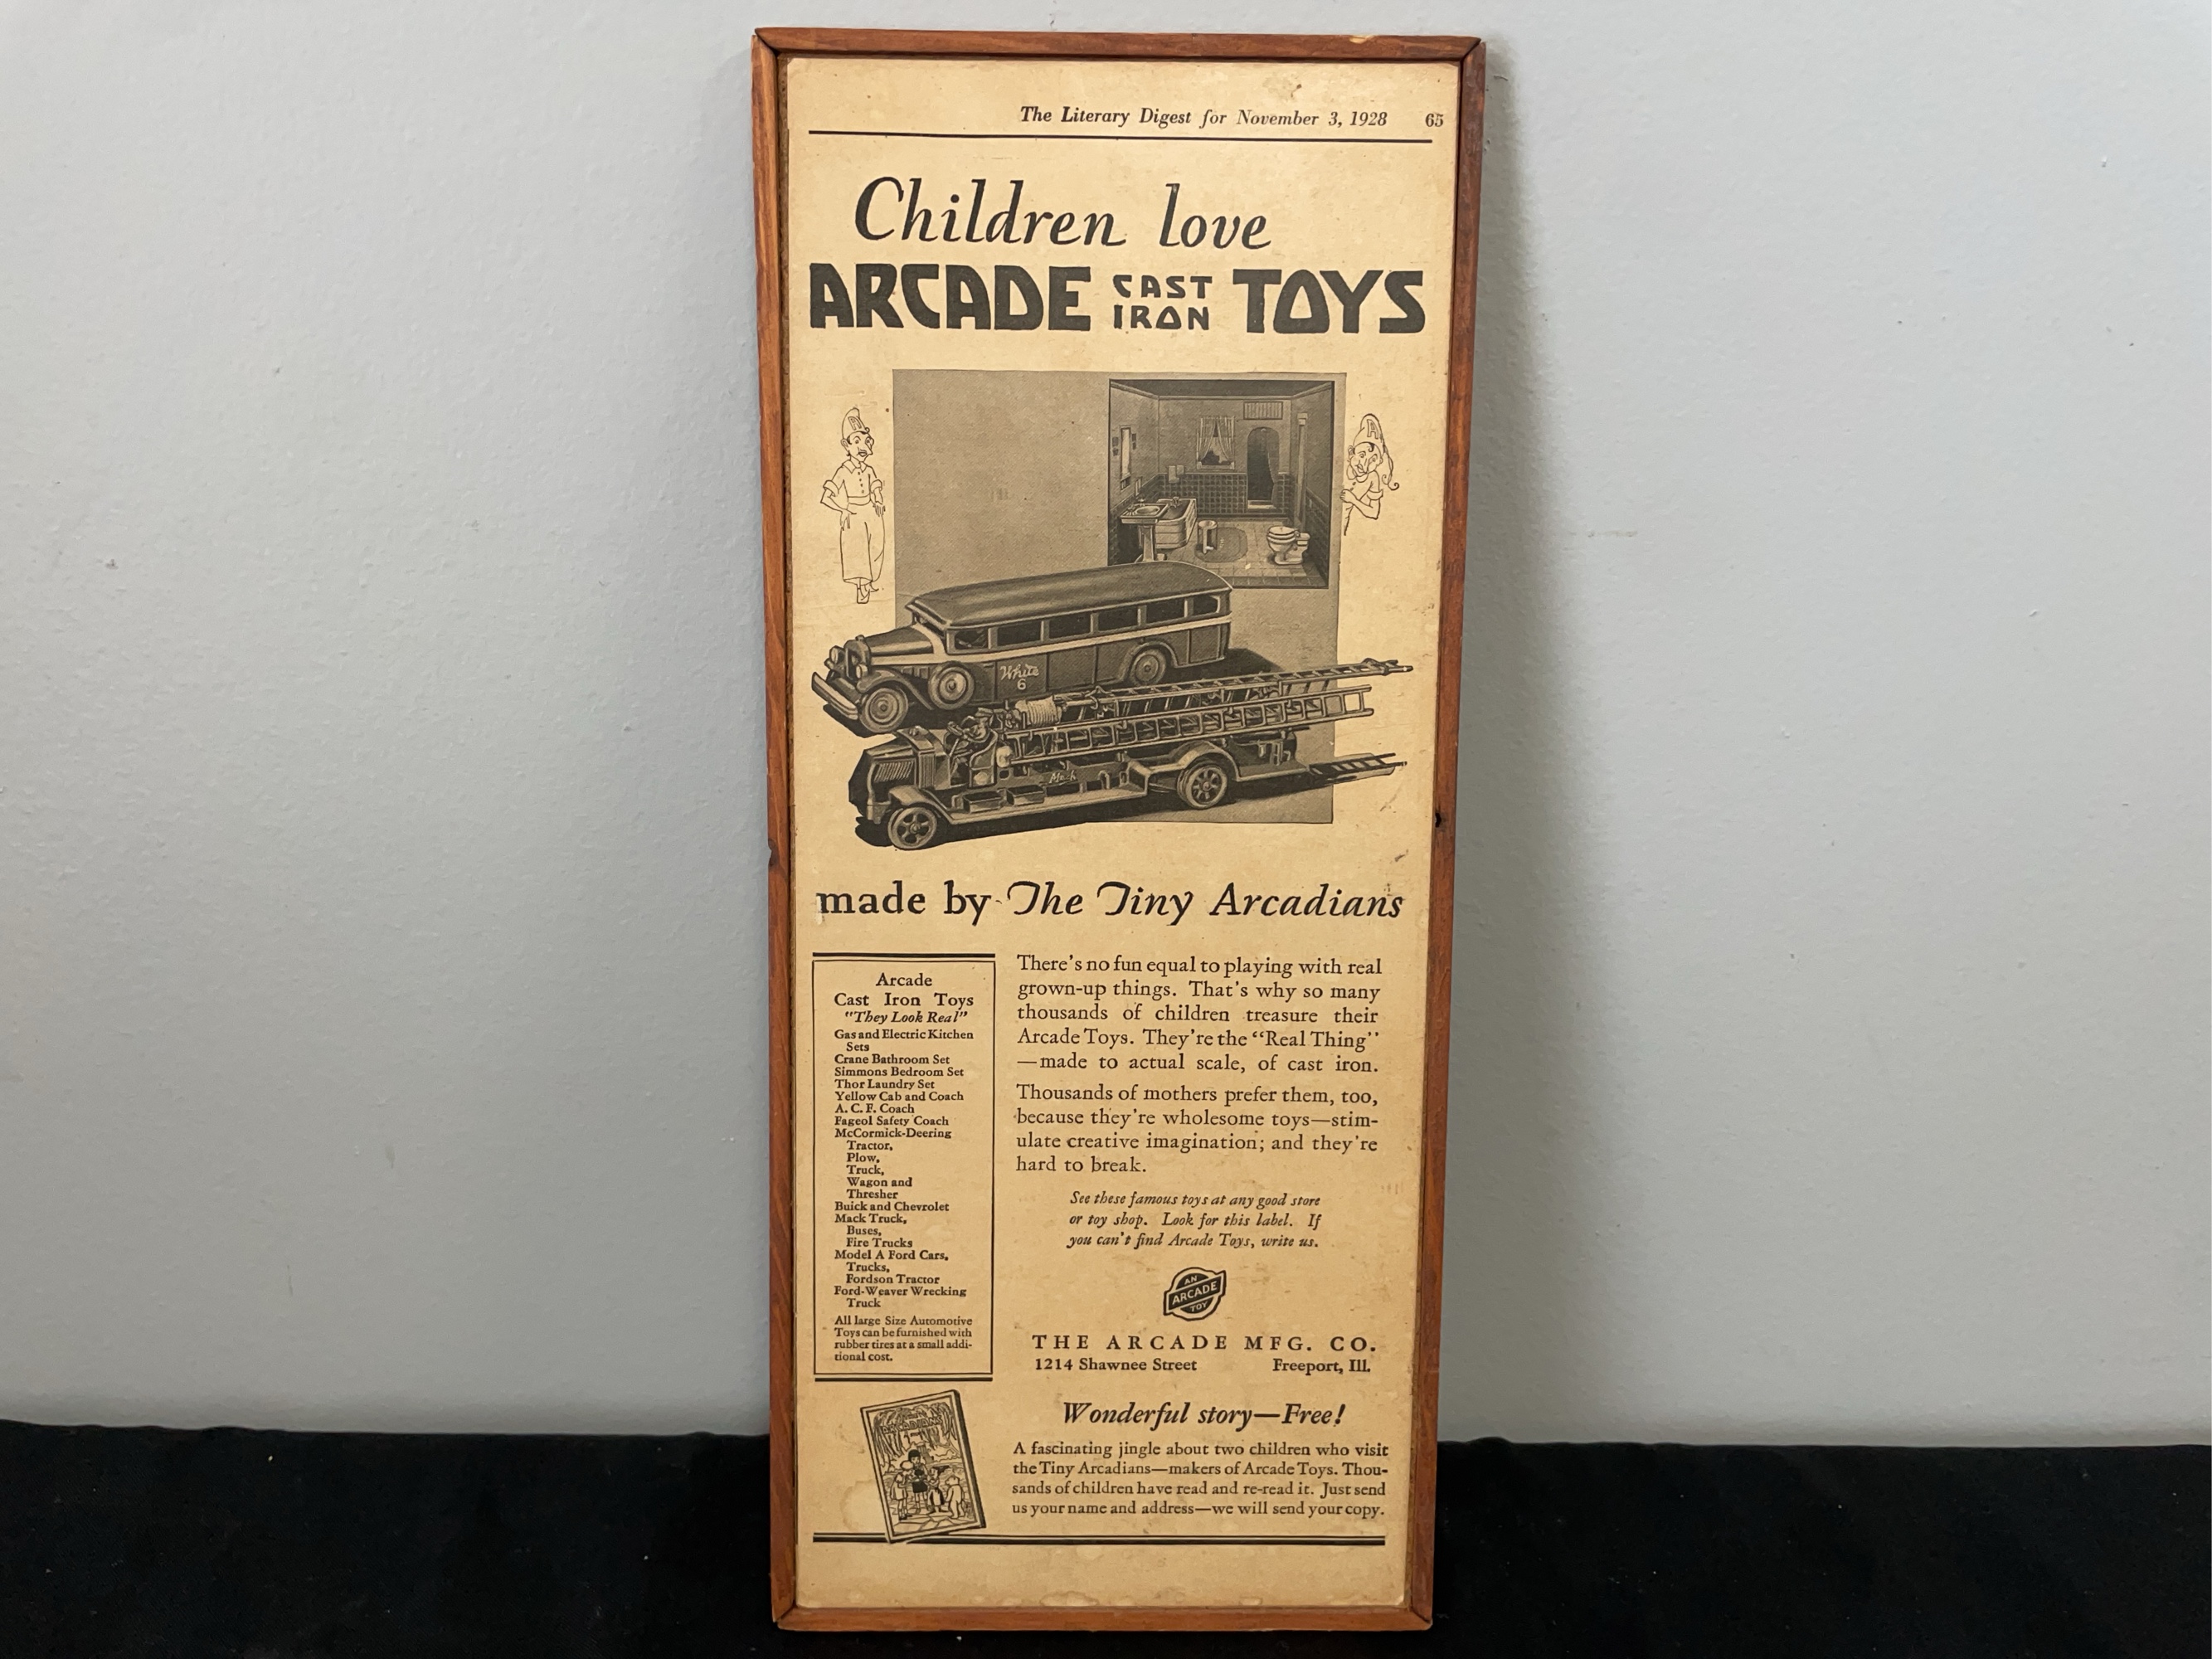 The Literary Digest for November 3, 1928 65
Children love
ARCADE CAST IRON TOYS
White
6
Mack
made by The Tiny Arcadians
Arcade
Cast Iron Toys
"They Look Real"
Gas and Electric Kitchen
Sets
Crane Bathroom Set
Simmons Bedroom Set
Thor Laundry Set
Yellow Cab and Coach
A. C. F. Coach
Fageol Safety Coach
McCormick-Deering
Tractor,
Plow,
Truck,
Wagon and
Thresher
Buick and Chevrolet
Mack Truck,
Buses,
Fire Trucks
Model A Ford Cars,
Trucks,
Fordson Tractor
Ford-Weaver Wrecking
Truck
All large Size Automotive
Toys can be furnished with
rubber tires at a small addi-
tional cost.
There's no fun equal to playing with real
grown-up things. That's why so many
thousands of children treasure their
Arcade Toys. They're the "Real Thing"
—made to actual scale, of cast iron.
Thousands of mothers prefer them, too,
because they're wholesome toys—stim-
ulate creative imagination; and they're
hard to break.
See these famous toys at any good store
or toy shop. Look for this label. If
you can't find Arcade Toys, write us.
AN
ARCADE
TOY
THE ARCADE MFG. CO.
1214 Shawnee Street Freeport, Ill.
Wonderful story—Free!
A fascinating jingle about two children who visit
the Tiny Arcadians—makers of Arcade Toys. Thou-
sands of children have read and re-read it. Just send
us your name and address—we will send your copy.
ARCADIANS